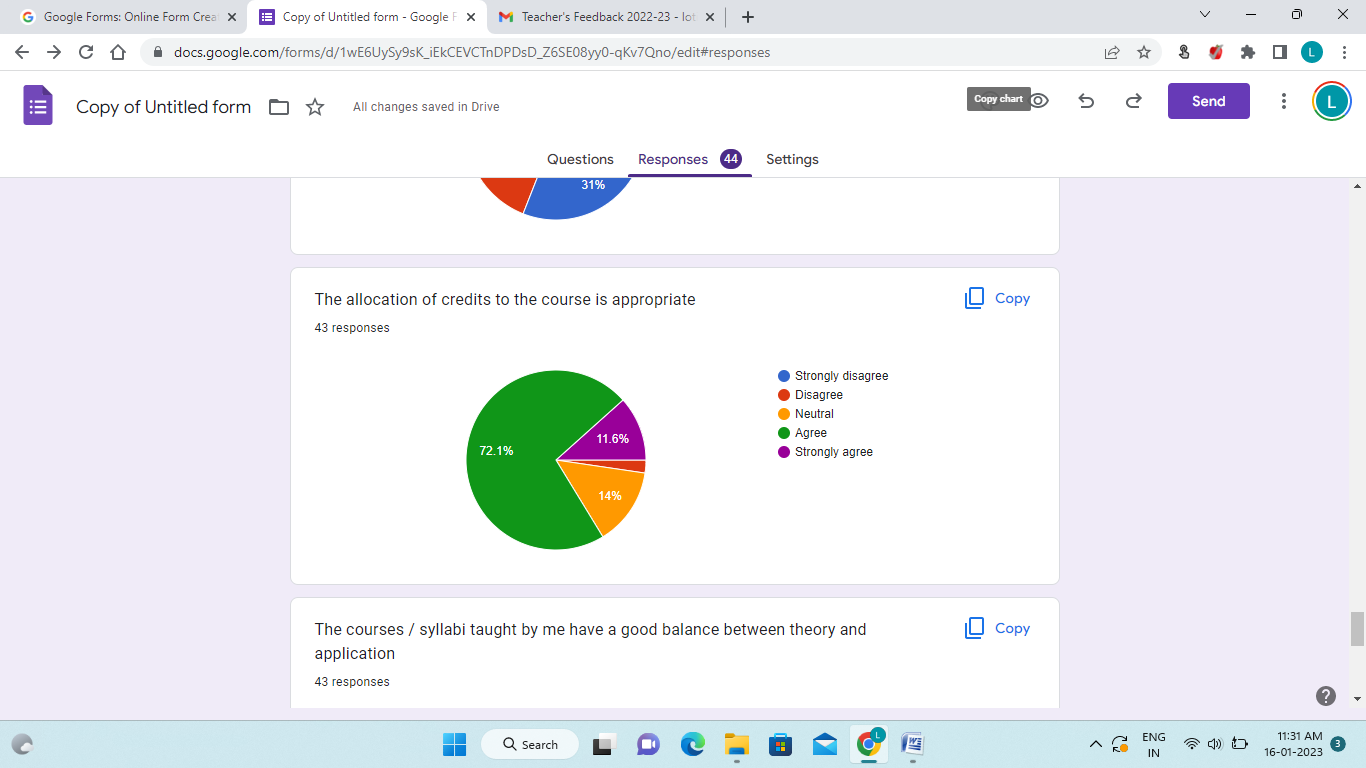 Google Forms: Online Form Crea
Copy of Untitled form - Google F
Teacher's Feedback 2022-23 - lot
docs.google.com/forms/d/1wE6UySy9sK_iEkCEVCTnDPDsD_Z6SE08yy0-qKv7Qno/edit#responses
L
Copy of Untitled form
All changes saved in Drive
Copy chart
Send
L
Questions
Responses 44
Settings
31%
The allocation of credits to the course is appropriate
Copy
43 responses
72.1%
11.6%
14%
Strongly disagree
Disagree
Neutral
Agree
Strongly agree
The courses / syllabi taught by me have a good balance between theory and
application
Copy
43 responses
Search
L
ENG
IN
11:31 AM
16-01-2023
3